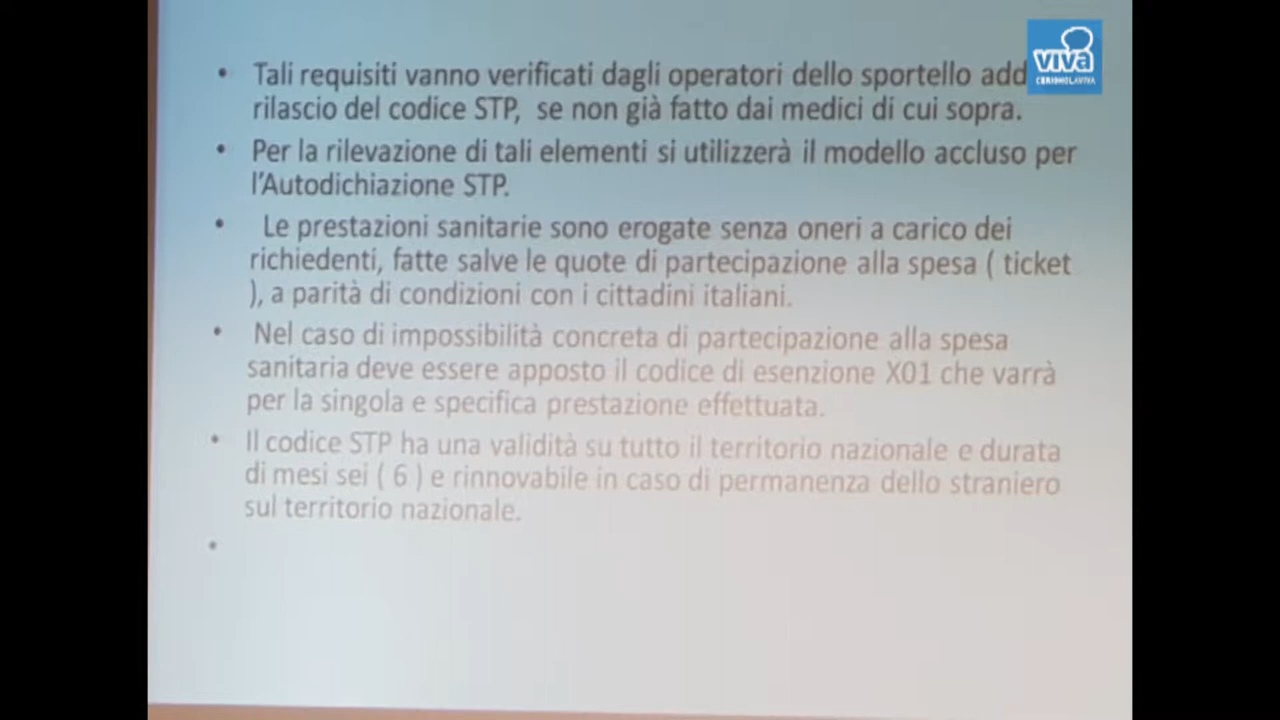 • Tali requisiti vanno verificati dagli operatori dello sportello add
rilascio del codice STP, se non già fatto dai medici di cui sopra.
• Per la rilevazione di tali elementi si utilizzerà il modello accluso per
l'Autodichiazione STP.
• Le prestazioni sanitarie sono erogate senza oneri a carico dei
richiedenti, fatte salve le quote di partecipazione alla spesa ( ticket
), a parità di condizioni con i cittadini italiani.
• Nel caso di impossibilità concreta di partecipazione alla spesa
sanitaria deve essere apposto il codice di esenzione X01 che varrà
per la singola e specifica prestazione effettuata.
• Il codice STP ha una validità su tutto il territorio nazionale e durata
di mesi sei ( 6 ) e rinnovabile in caso di permanenza dello straniero
sul territorio nazionale.
•
VIVA
CERIGNOLAVIVA